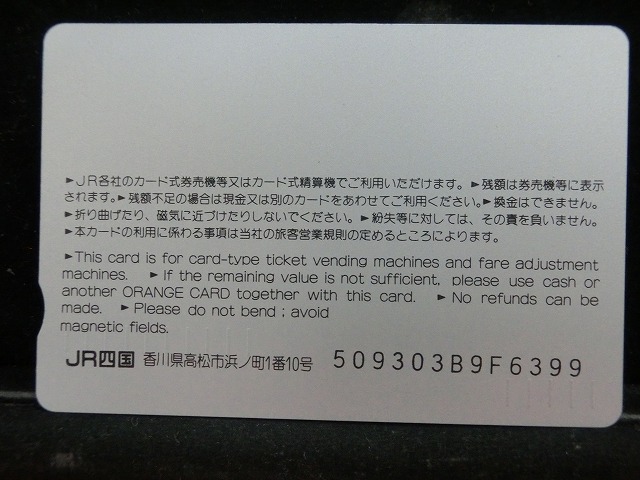 ►JR各社のカード式券売機等又はカード式精算機でご利用いただけます。 ►残額は券売機等に表示
されます。►残額不足の場合は現金又は別のカードをあわせてご利用ください。►換金はできません。
►折り曲げたり、磁気に近づけたりしないでください。 ►紛失等に対しては、その責を負いません。
►本カードの利用に係わる事項は当社の旅客営業規則の定めるところによります。
►This card is for card-type ticket vending machines and fare adjustment
machines. ►If the remaining value is not sufficient, please use cash or
another ORANGE CARD together with this card. ►No refunds can be
made. ►Please do not bend ; avoid
magnetic fields.
JR四国 香川県高松市浜ノ町1番10号 509303B9F6399